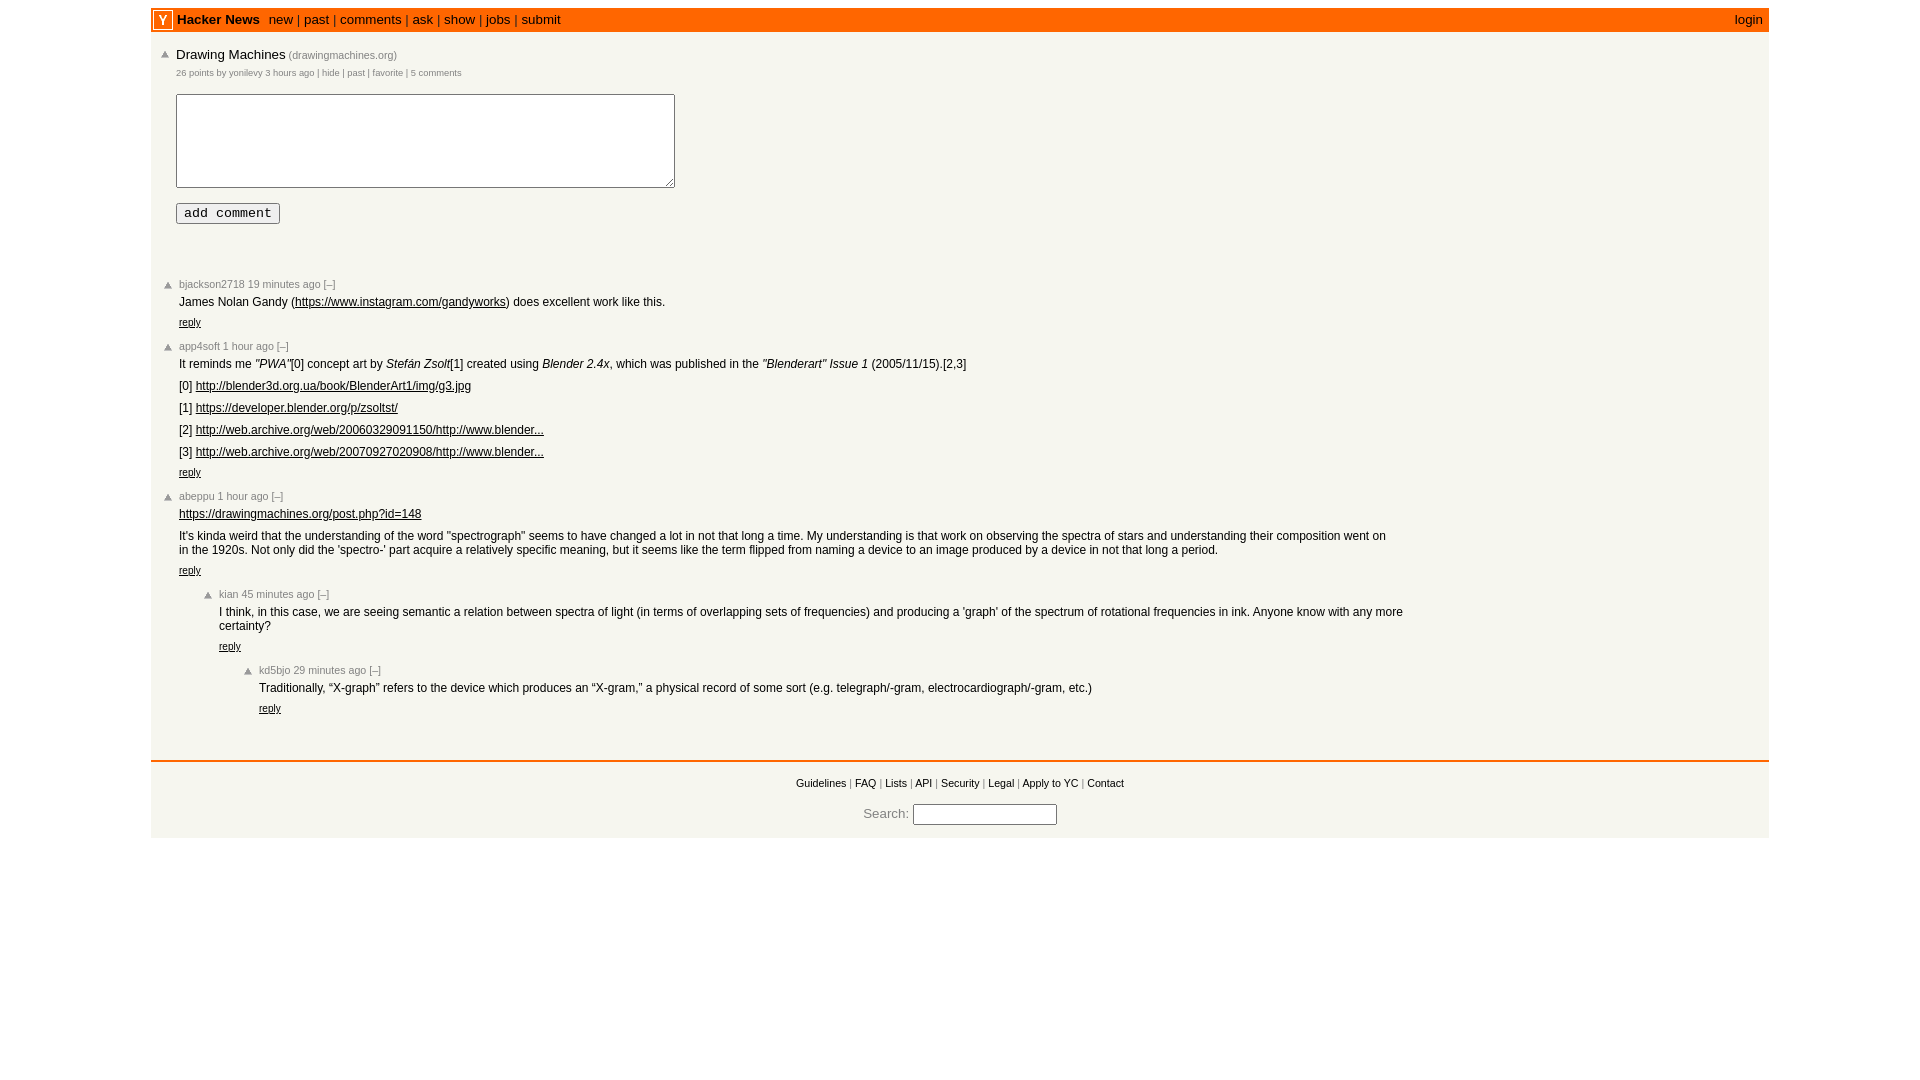 Y Hacker News new | past | comments | ask | show | jobs | submit login
Drawing Machines (drawingmachines.org)
26 points by yonilevy 3 hours ago | hide | past | favorite | 5 comments
add comment
bjackson2718 19 minutes ago [–]
James Nolan Gandy (https://www.instagram.com/gandyworks) does excellent work like this.
reply
app4soft 1 hour ago [–]
It reminds me "PWA"[0] concept art by Stefán Zsolt[1] created using Blender 2.4x, which was published in the "Blenderart" Issue 1 (2005/11/15).[2,3]
[0] http://blender3d.org.ua/book/BlenderArt1/img/g3.jpg
[1] https://developer.blender.org/p/zsoltst/
[2] http://web.archive.org/web/20060329091150/http://www.blender...
[3] http://web.archive.org/web/20070927020908/http://www.blender...
reply
abeppu 1 hour ago [–]
https://drawingmachines.org/post.php?id=148
It's kinda weird that the understanding of the word "spectrograph" seems to have changed a lot in not that long a time. My understanding is that work on observing the spectra of stars and understanding their composition went on
in the 1920s. Not only did the 'spectro-' part acquire a relatively specific meaning, but it seems like the term flipped from naming a device to an image produced by a device in not that long a period.
reply
kian 45 minutes ago [–]
I think, in this case, we are seeing semantic a relation between spectra of light (in terms of overlapping sets of frequencies) and producing a 'graph' of the spectrum of rotational frequencies in ink. Anyone know with any more
certainty?
reply
kd5bjo 29 minutes ago [–]
Traditionally, “X-graph” refers to the device which produces an “X-gram,” a physical record of some sort (e.g. telegraph/-gram, electrocardiograph/-gram, etc.)
reply
Guidelines | FAQ | Lists | API | Security | Legal | Apply to YC | Contact
Search: